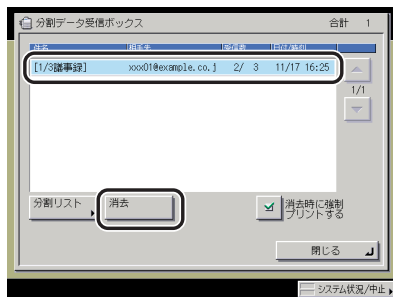 分割データ受信ボックス 合計 1
件名 相手先 受信数 日付/時刻
[1/3議事録] xxx01@example.co.j 2/ 3 11/17 16:25
1/1
分割リスト 消去 消去時に強制
プリントする
閉じる
システム状況/中止